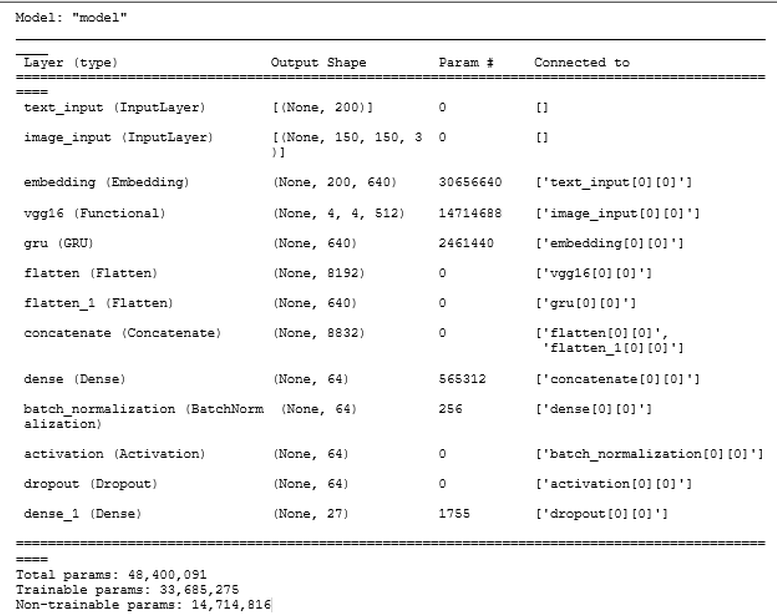 Model: "model"
____
Layer (type) Output Shape Param # Connected to
====
text_input (InputLayer) [(None, 200)] 0 []
image_input (InputLayer) [(None, 150, 150, 3 0 []
)]
embedding (Embedding) (None, 200, 640) 30656640 ['text_input[0][0]']
vgg16 (Functional) (None, 4, 4, 512) 14714688 ['image_input[0][0]']
gru (GRU) (None, 640) 2461440 ['embedding[0][0]']
flatten (Flatten) (None, 8192) 0 ['vgg16[0][0]']
flatten_1 (Flatten) (None, 640) 0 ['gru[0][0]']
concatenate (Concatenate) (None, 8832) 0 ['flatten[0][0]',
'flatten_1[0][0]']
dense (Dense) (None, 64) 565312 ['concatenate[0][0]']
batch_normalization (BatchNorm (None, 64) 256 ['dense[0][0]']
alization)
activation (Activation) (None, 64) 0 ['batch_normalization[0][0]']
dropout (Dropout) (None, 64) 0 ['activation[0][0]']
dense_1 (Dense) (None, 27) 1755 ['dropout[0][0]']
====
Total params: 48,400,091
Trainable params: 33,685,275
Non-trainable params: 14,714,816